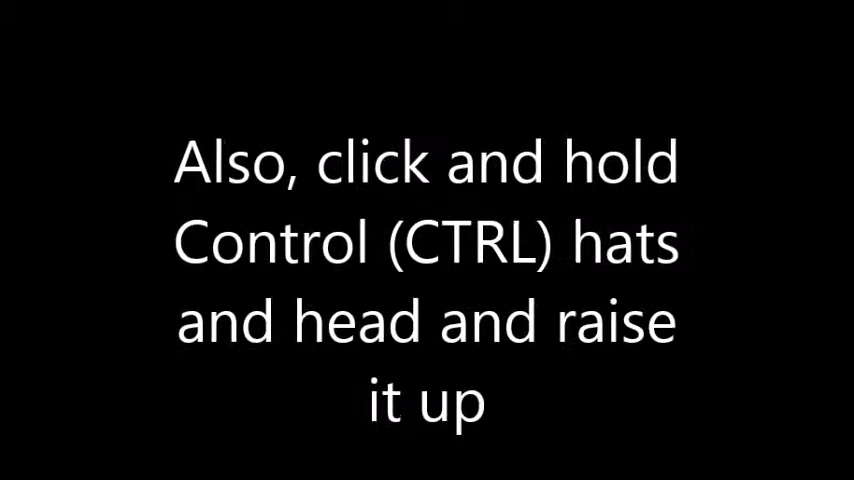 Also, click and hold
Control (CTRL) hats
and head and raise
it up